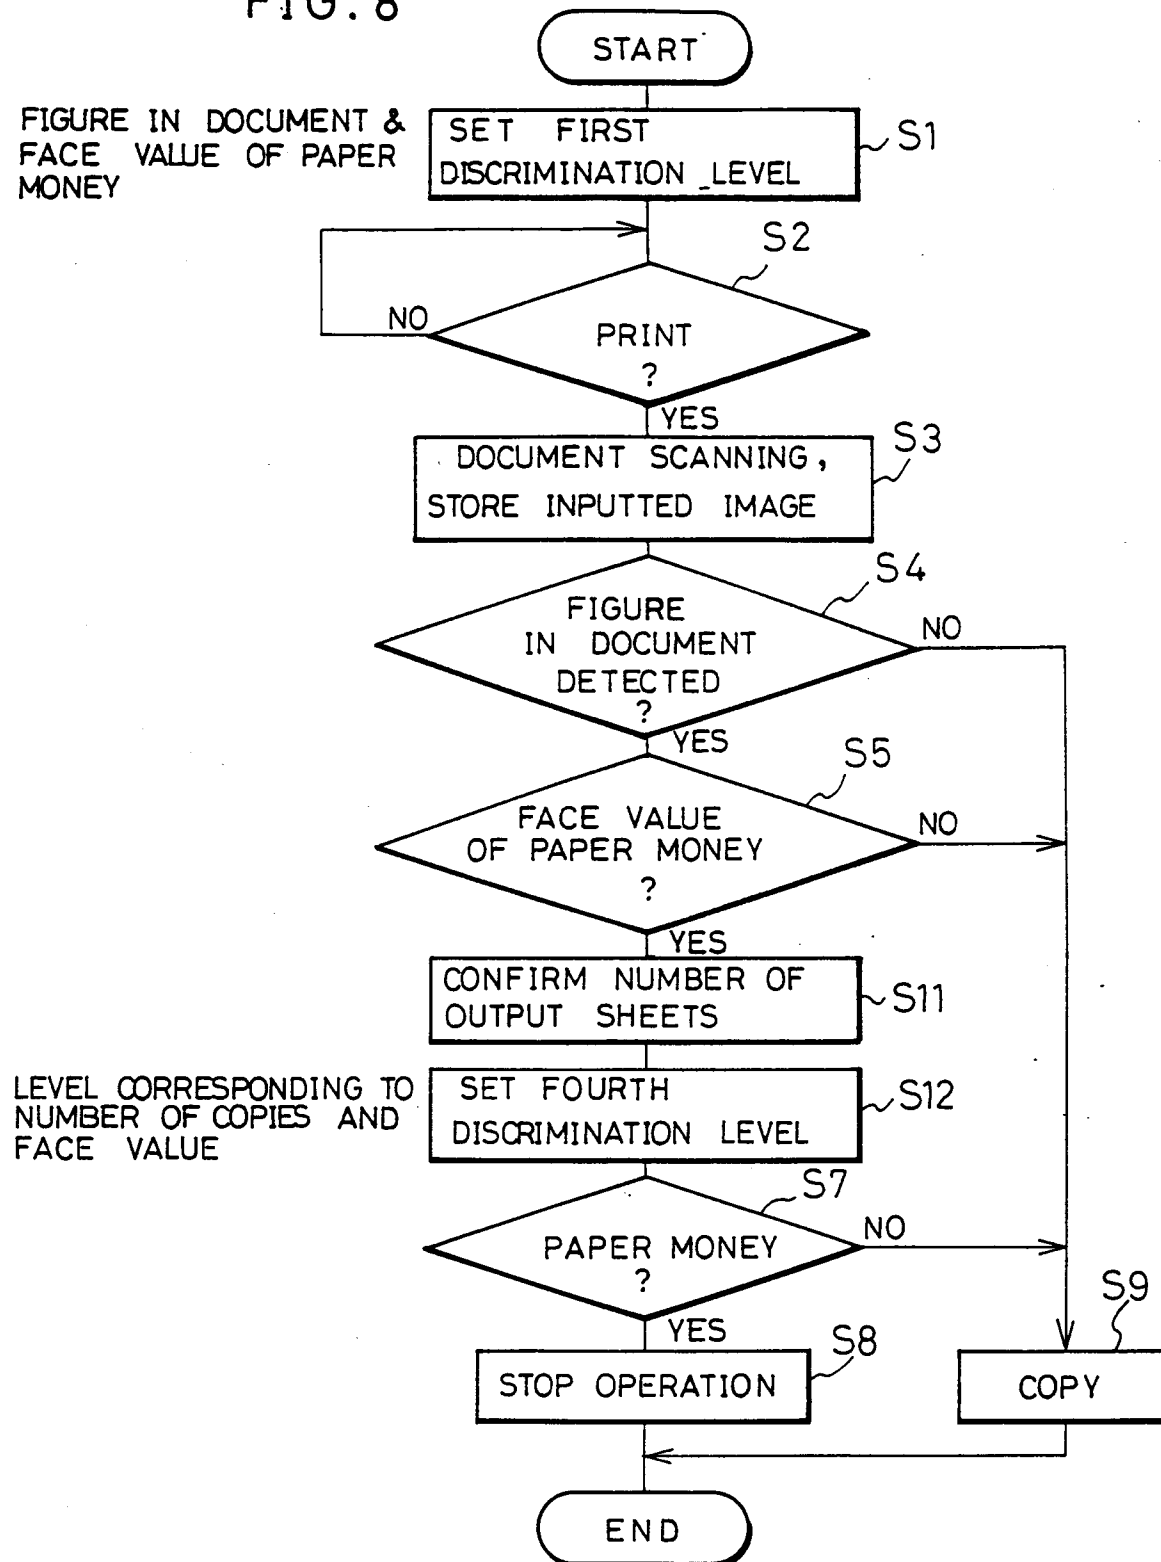 FIG. 8
START
FIGURE IN DOCUMENT &
FACE VALUE OF PAPER
MONEY
SET FIRST
DISCRIMINATION LEVEL
S1
S2
NO
PRINT
?
YES
S3
DOCUMENT SCANNING,
STORE INPUTTED IMAGE
S4
FIGURE
IN DOCUMENT
DETECTED
?
NO
YES
S5
FACE VALUE
OF PAPER MONEY
?
NO
YES
CONFIRM NUMBER OF
OUTPUT SHEETS
S11
LEVEL CORRESPONDING TO
NUMBER OF COPIES AND
FACE VALUE
SET FOURTH
DISCRIMINATION LEVEL
S12
S7
PAPER MONEY
?
NO
YES
S8
STOP OPERATION
S9
COPY
END